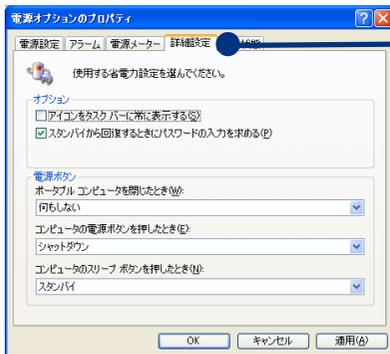 電源オプションのプロパティ
電源設定 アラーム 電源メーター 詳細設定
使用する省電力設定を選んでください。
オプション
アイコンをタスク バーに常に表示する(S)
スタンバイから回復するときにパスワードの入力を求める(P)
電源ボタン
ポータブル コンピュータを閉じたとき(W):
何もしない
コンピュータの電源ボタンを押したとき(E):
シャットダウン
コンピュータのスリープ ボタンを押したとき(N):
スタンバイ
OK キャンセル 適用(A)